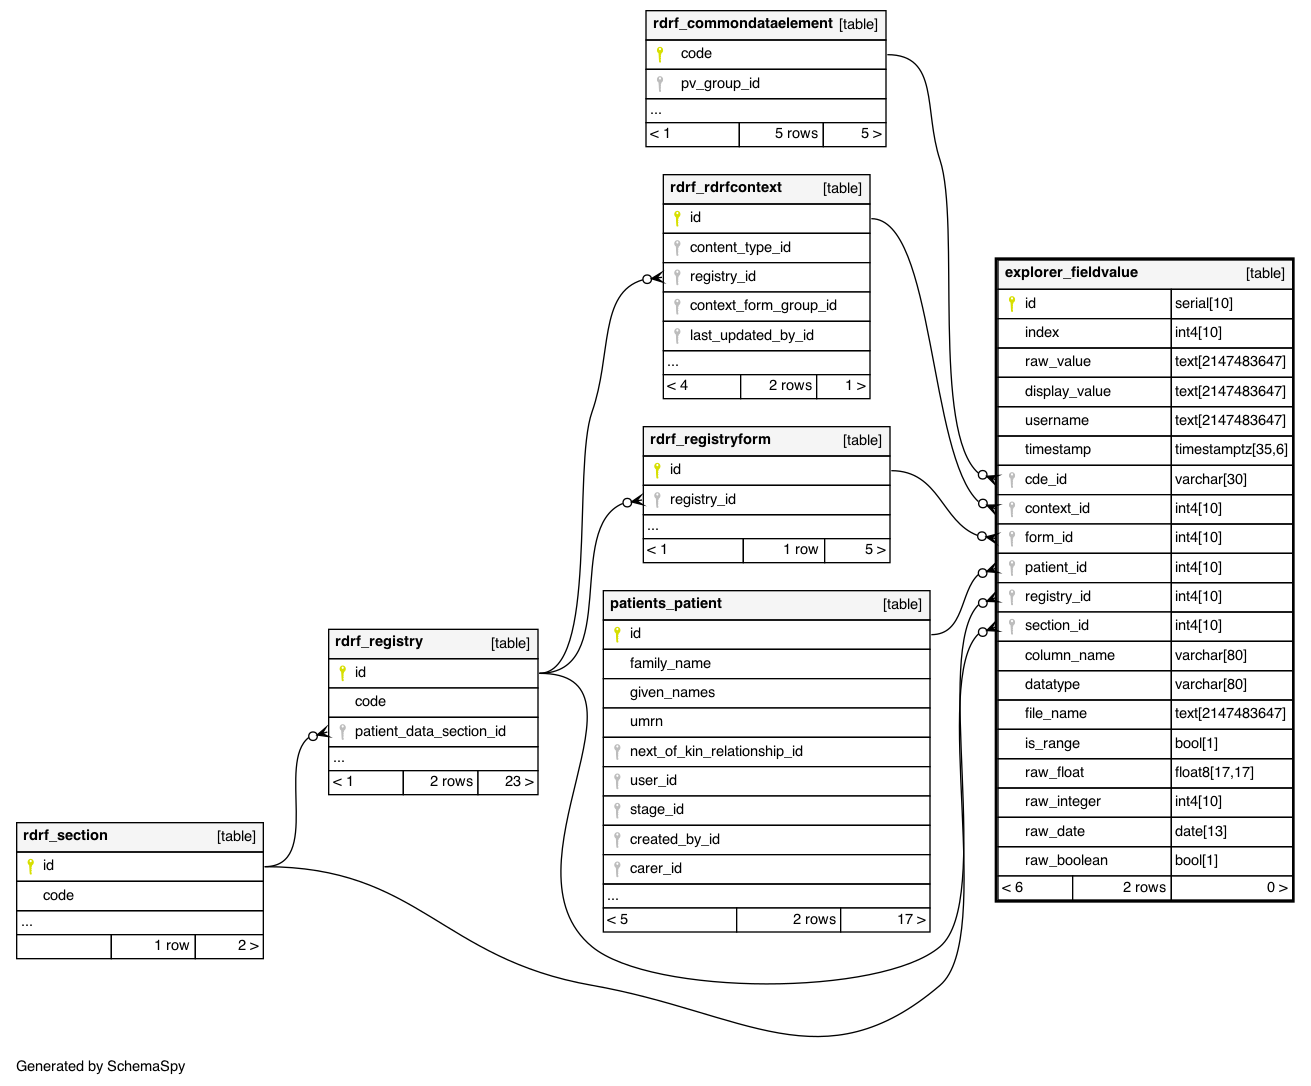 rdrf_commondataelement [table]
code
pv_group_id
...
< 1 5 rows 5 >
rdrf_rdrfcontext [table]
id
content_type_id
registry_id
context_form_group_id
last_updated_by_id
...
< 4 2 rows 1 >
rdrf_registryform [table]
id
registry_id
...
< 1 1 row 5 >
patients_patient [table]
id
family_name
given_names
umrn
next_of_kin_relationship_id
user_id
stage_id
created_by_id
carer_id
...
< 5 2 rows 17 >
rdrf_registry [table]
id
code
patient_data_section_id
...
< 1 2 rows 23 >
rdrf_section [table]
id
code
...
1 row 2 >
explorer_fieldvalue [table]
id serial[10]
index int4[10]
raw_value text[2147483647]
display_value text[2147483647]
username text[2147483647]
timestamp timestamptz[35,6]
cde_id varchar[30]
context_id int4[10]
form_id int4[10]
patient_id int4[10]
registry_id int4[10]
section_id int4[10]
column_name varchar[80]
datatype varchar[80]
file_name text[2147483647]
is_range bool[1]
raw_float float8[17,17]
raw_integer int4[10]
raw_date date[13]
raw_boolean bool[1]
< 6 2 rows 0 >
Generated by SchemaSpy